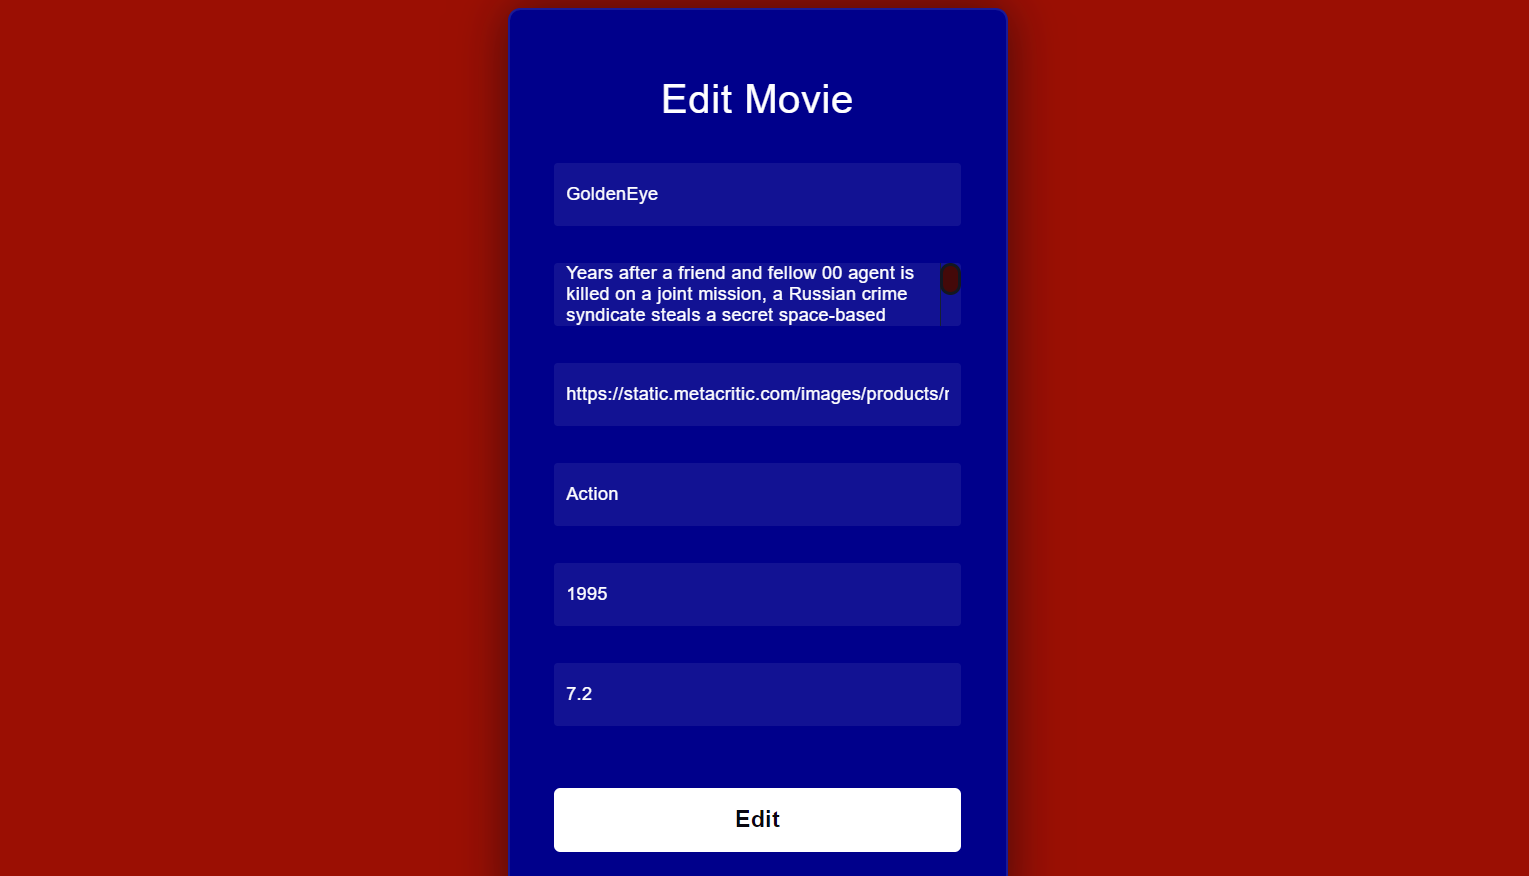 Edit Movie
GoldenEye
Years after a friend and fellow 00 agent is
killed on a joint mission, a Russian crime
syndicate steals a secret space-based
https://static.metacritic.com/images/products/
Action
1995
7.2
Edit